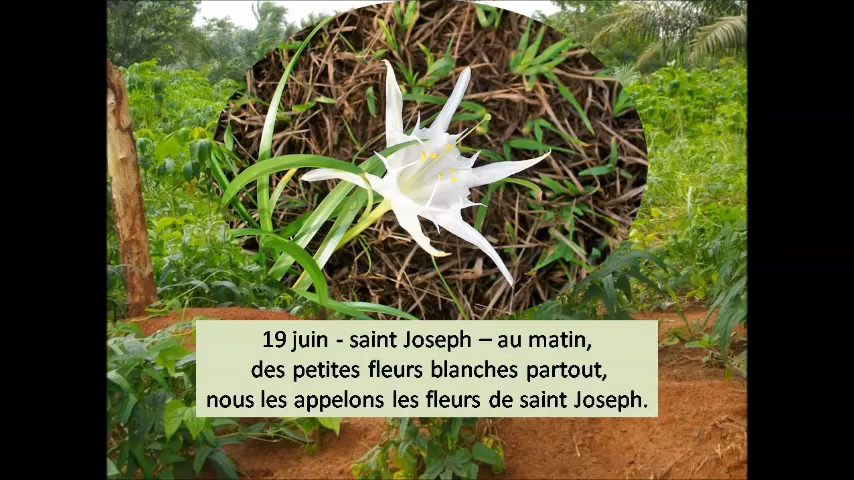 19 juin - saint Joseph – au matin,
des petites fleurs blanches partout,
nous les appelons les fleurs de saint Joseph.